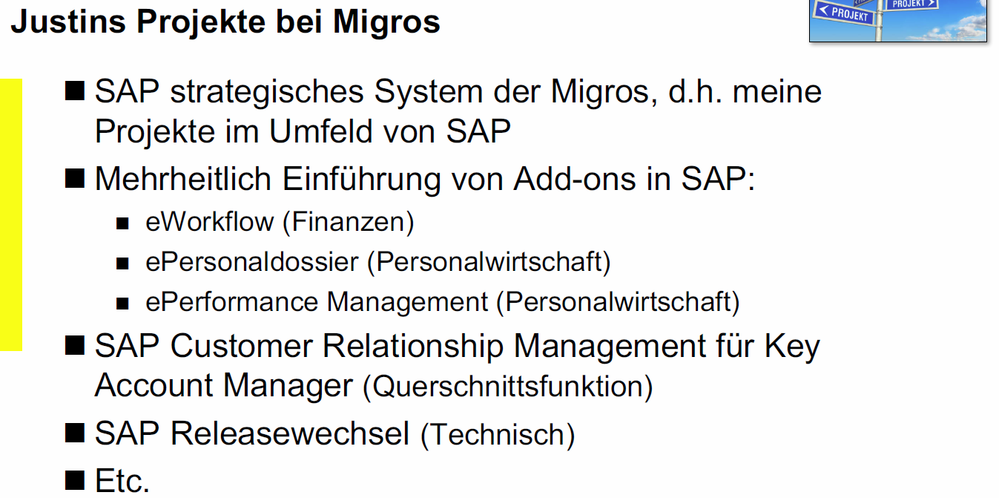 Justins Projekte bei Migros
PROJEKT
PROJEKT
■ SAP strategisches System der Migros, d.h. meine
Projekte im Umfeld von SAP
■ Mehrheitlich Einführung von Add-ons in SAP:
■ eWorkflow (Finanzen)
■ ePersonaldossier (Personalwirtschaft)
■ ePerformance Management (Personalwirtschaft)
■ SAP Customer Relationship Management für Key
Account Manager (Querschnittsfunktion)
■ SAP Releasewechsel (Technisch)
■ Etc.